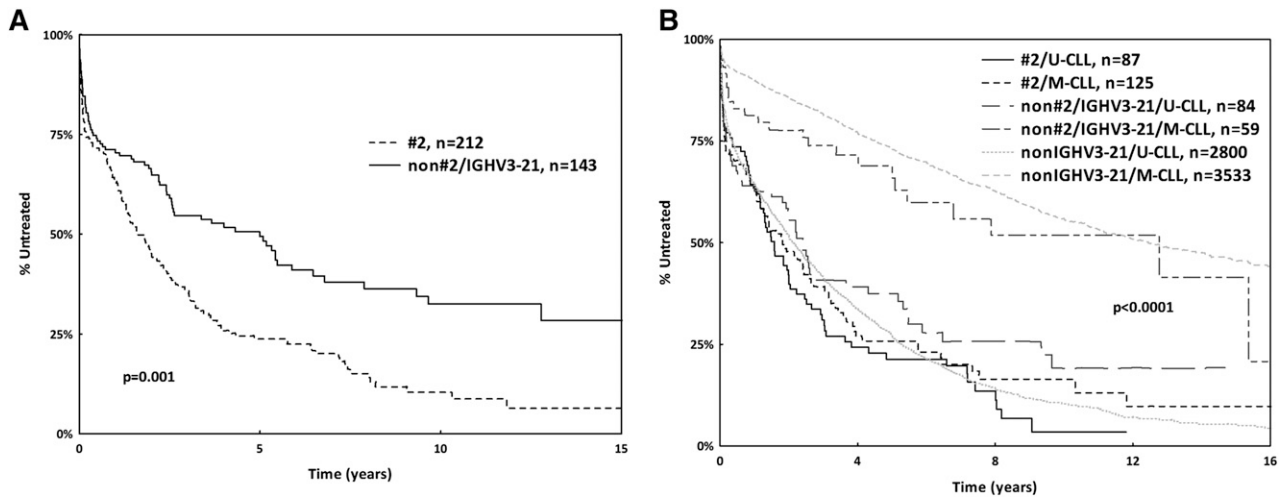 A
100%
75%
50%
25%
0%
% Untreated
#2, n=212
non#2/IGHV3-21, n=143
p=0.001
0
5
10
15
Time (years)
B
100%
75%
50%
25%
0%
% Untreated
#2/U-CLL, n=87
#2/M-CLL, n=125
non#2/IGHV3-21/U-CLL, n=84
non#2/IGHV3-21/M-CLL, n=59
nonIGHV3-21/U-CLL, n=2800
nonIGHV3-21/M-CLL, n=3533
p<0.0001
0
4
8
12
16
Time (years)